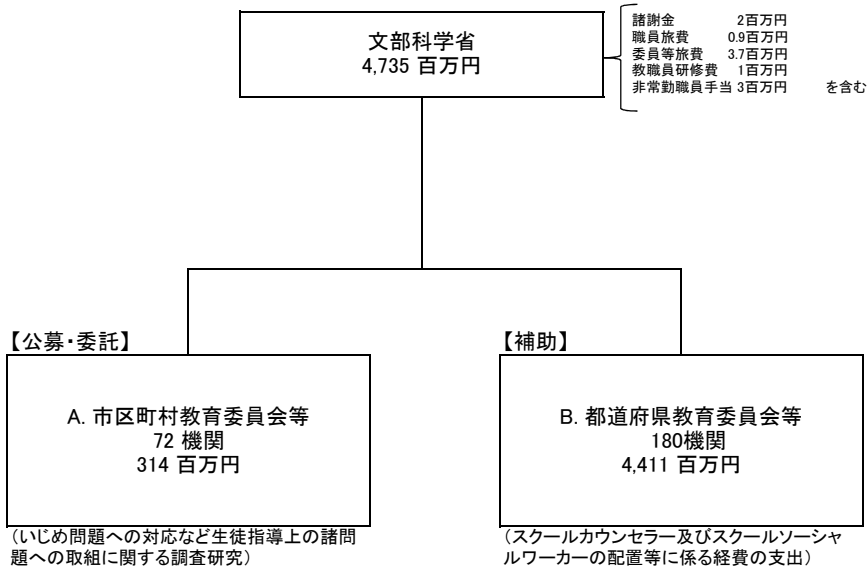 文部科学省
4,735 百万円
諸謝金 2百万円
職員旅費 0.9百万円
委員等旅費 3.7百万円
教職員研修費 1百万円
非常勤職員手当 3百万円 を含む
【公募・委託】
A. 市区町村教育委員会等
72 機関
314 百万円
(いじめ問題への対応など生徒指導上の諸問
題への取組に関する調査研究)
【補助】
B. 都道府県教育委員会等
180機関
4,411 百万円
(スクールカウンセラー及びスクールソーシャ
ルワーカーの配置等に係る経費の支出)